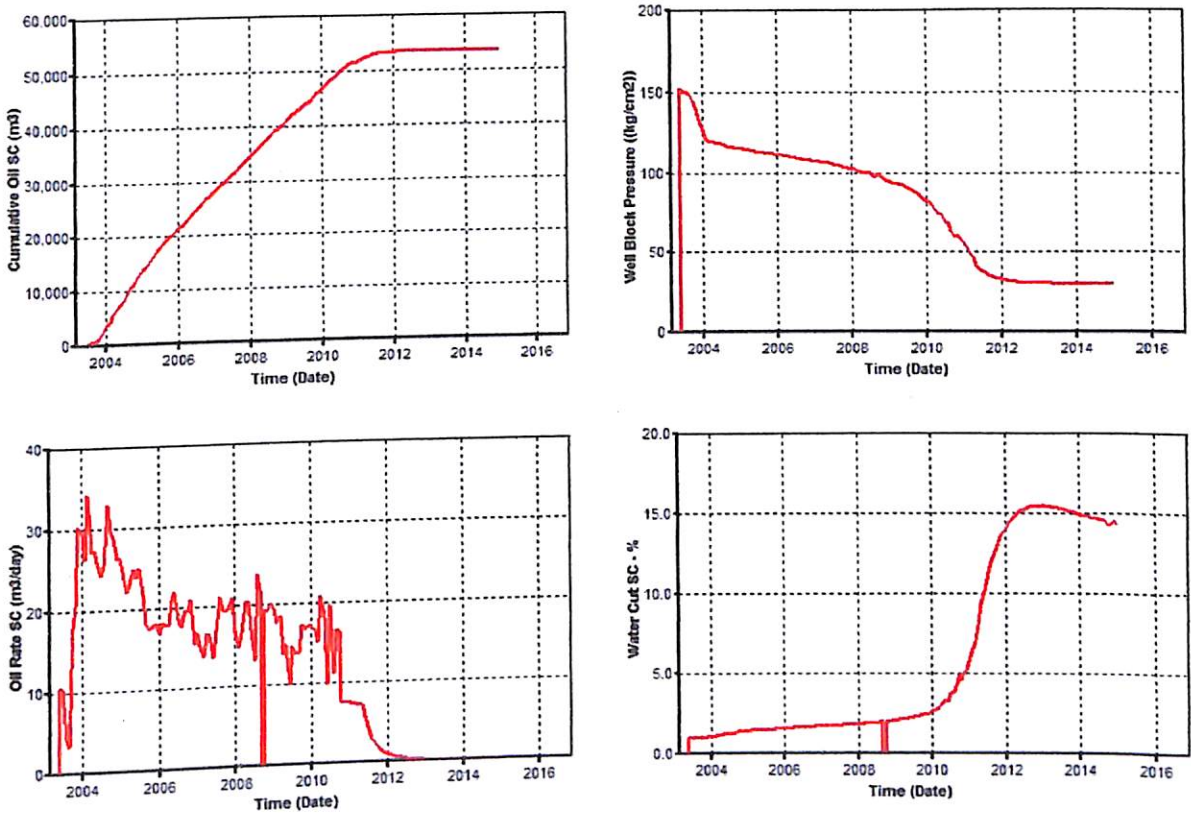 Cumulative Oil SC (m3)
60.000
50,000
40,000
30,000
20,000
10,000
0
2004 2006 2008 2010 2012 2014 2016
Time (Date)
Well Block Pressure ((kg/cm2))
200
150
100
50
0
2004 2006 2008 2010 2012 2014 2016
Time (Date)
Oil Rate SC (m3/day)
40
30
20
10
0
2004 2006 2008 2010 2012 2014 2016
Time (Date)
Water Cut SC - %
20.0
15.0
10.0
5.0
0.0
2004 2006 2008 2010 2012 2014 2016
Time (Date)